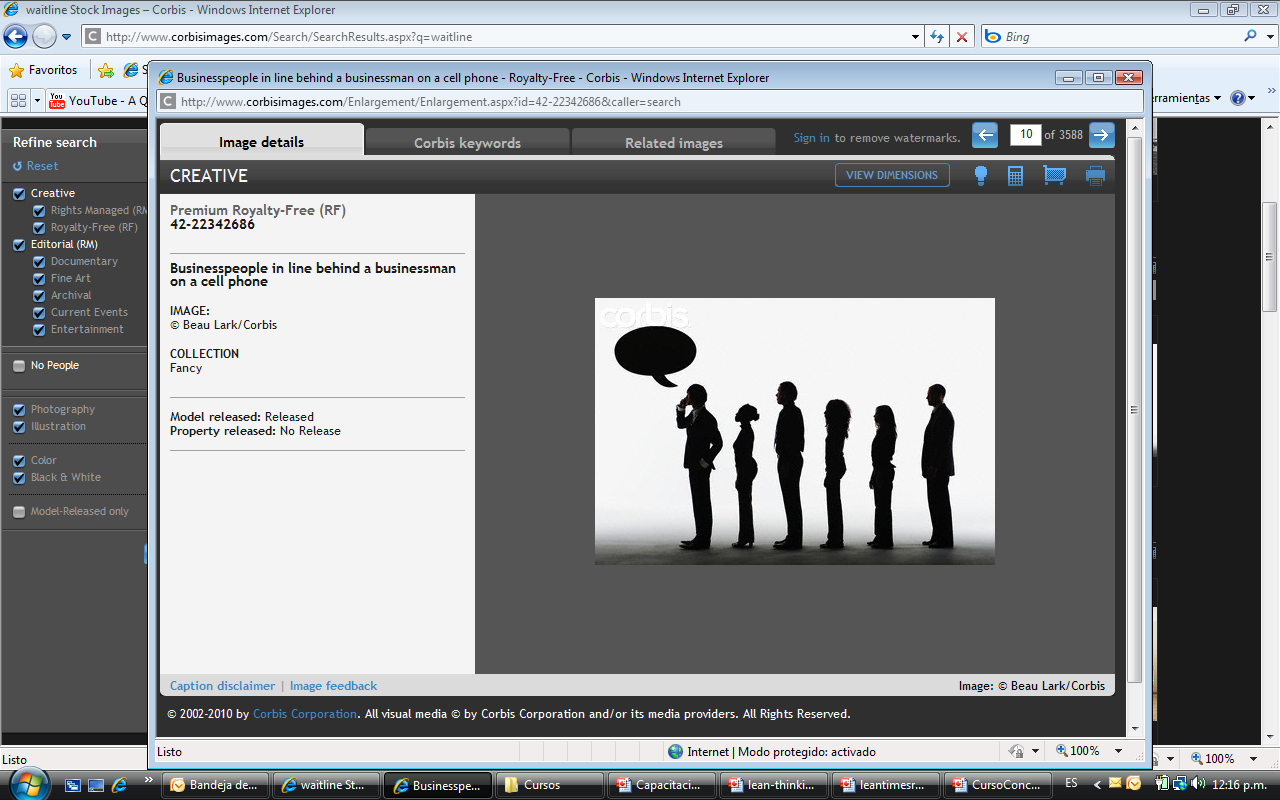 waitline Stock Images – Corbis - Windows Internet Explorer
http://www.corbisimages.com/Search/SearchResults.aspx?q=waitline
Bing
Favoritos
YouTube - A Q
Businesspeople in line behind a businessman on a cell phone - Royalty-Free - Corbis - Windows Internet Explorer
http://www.corbisimages.com/Enlargement/Enlargement.aspx?id=42-22342686&caller=search
Refine search
Reset
Creative
Rights Managed (RM
Royalty-Free (RF)
Editorial (RM)
Documentary
Fine Art
Archival
Current Events
Entertainment
No People
Photography
Illustration
Color
Black & White
Model-Released only
Image details
Corbis keywords
Related images
Sign in to remove watermarks.
10 of 3588
CREATIVE
VIEW DIMENSIONS
Premium Royalty-Free (RF)
42-22342686
Businesspeople in line behind a businessman
on a cell phone
IMAGE:
© Beau Lark/Corbis
COLLECTION
Fancy
Model released: Released
Property released: No Release
corbis
Caption disclaimer | Image feedback
Image: © Beau Lark/Corbis
© 2002-2010 by Corbis Corporation. All visual media © by Corbis Corporation and/or its media providers. All Rights Reserved.
Listo
Internet | Modo protegido: activado
100%
Listo
100%
Bandeja de...
waitline St...
Businesspe...
Cursos
Capacitaci...
lean-thinki...
leantimesr...
CursoConc...
ES
12:16 p.m.